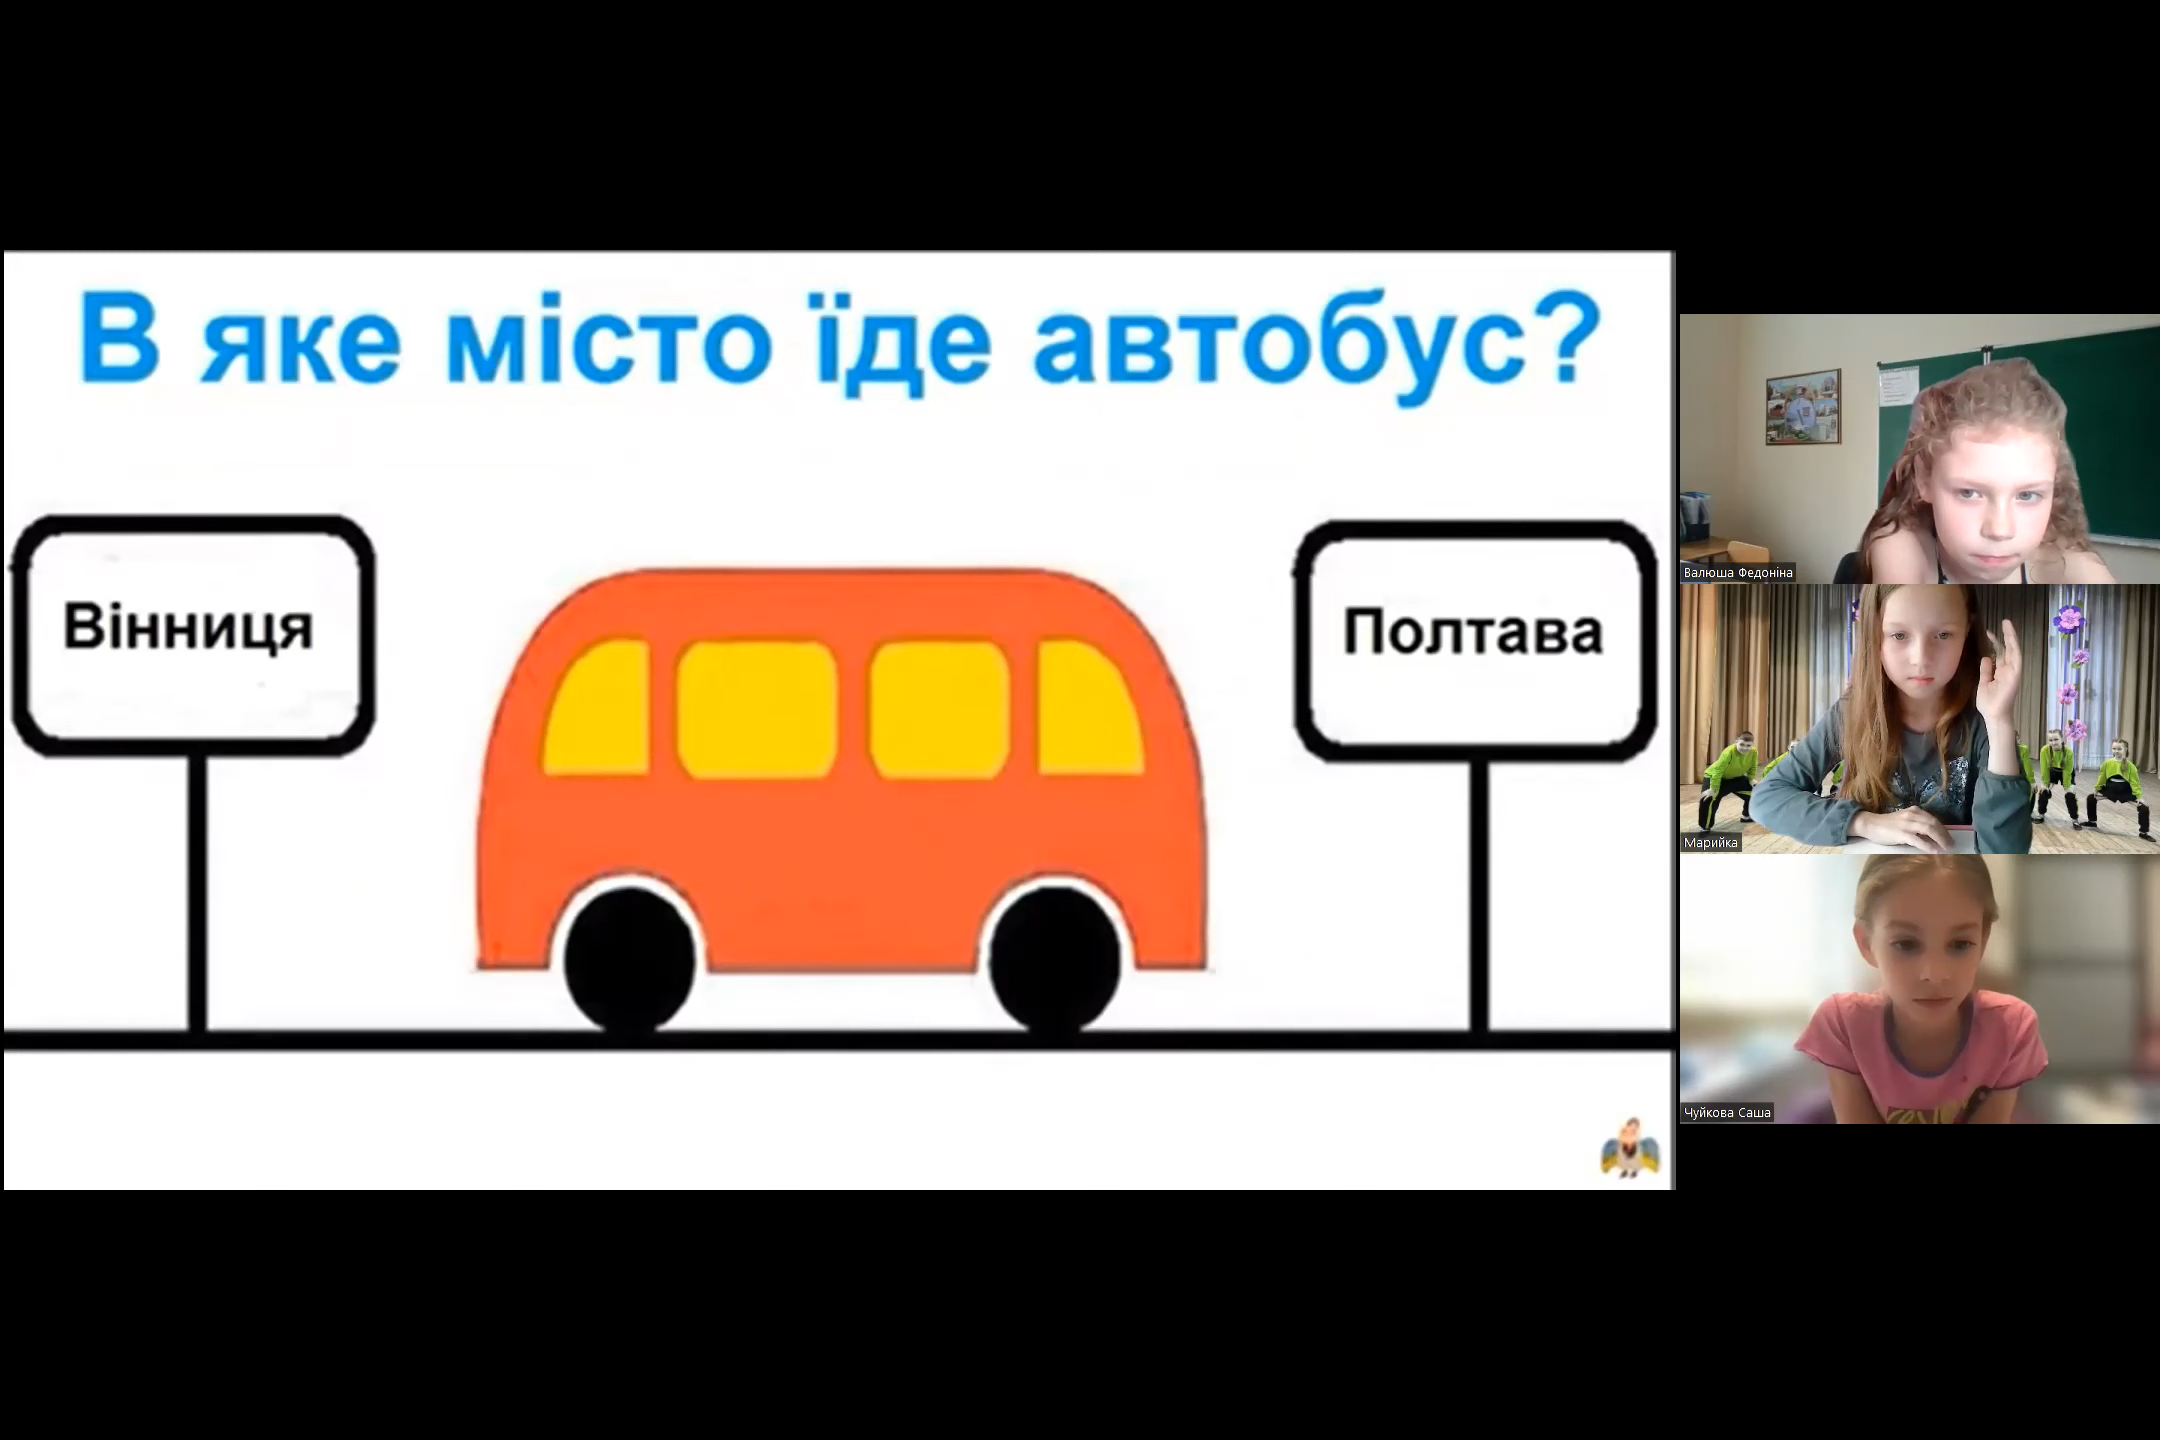 В яке місто їде автобус?
Вінниця
Полтава
Валюша Федоніна
Марийка
Чуйкова Саша